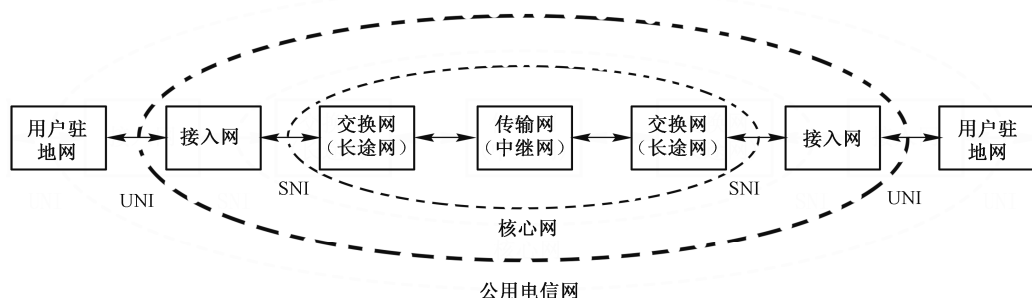 用户驻
地网
接入网
交换网
(长途网)
传输网
(中继网)
交换网
(长途网)
接入网
用户驻
地网
UNI
SNI
SNI
UNI
核心网
公用电信网